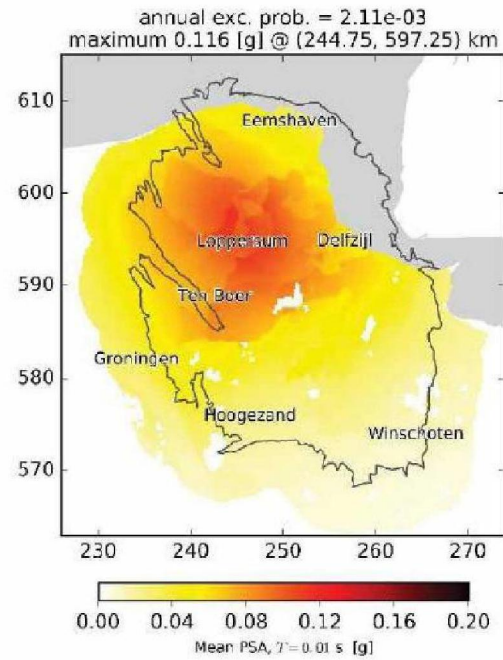 annual exc. prob. = 2.11e-03
maximum 0.116 [g] @ (244.75, 597.25) km
610
Eemshaven
600
Loppersum Delfzijl
590
Ten Boer
Groningen
580
Hoogezand
Winschoten
570
230 240 250 260 270
0.00 0.04 0.08 0.12 0.16 0.20
Mean PSA, T = 0.01 s [g]